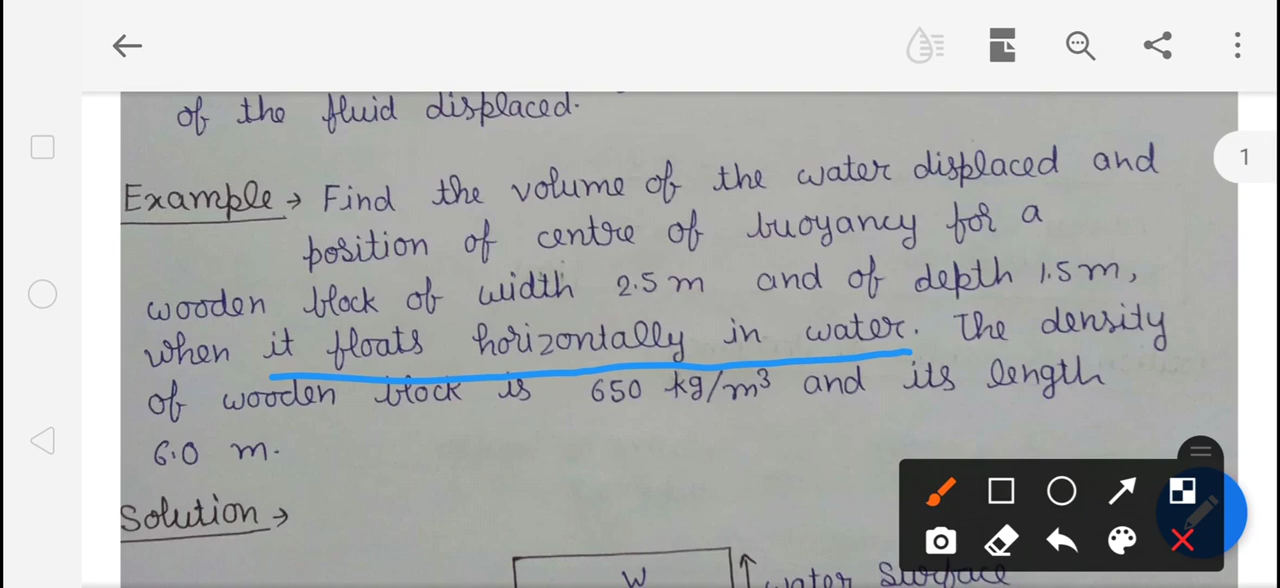 of the fluid displaced.
1
Example → Find the volume of the water displaced and
position of centre of buoyancy for a
wooden block of width 2.5 m and of depth 1.5 m,
when it floats horizontally in water. The density
of wooden block is 650 kg/m³ and its length
6.0 m.
Solution →
W ↑ water surface